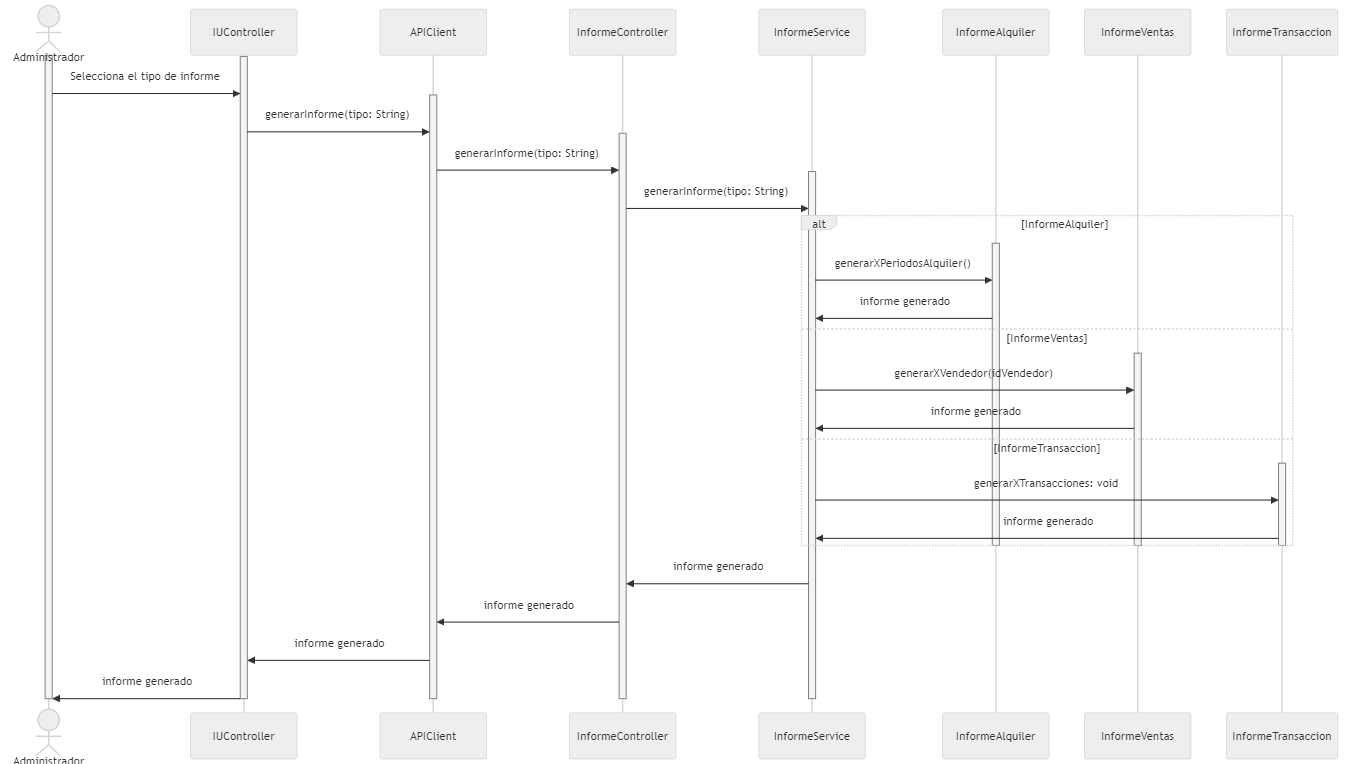 Administrador
IUController
APIClient
InformeController
InformeService
InformeAlquiler
InformeVentas
InformeTransaccion
Selecciona el tipo de informe
generarInforme(tipo: String)
generarInforme(tipo: String)
generarInforme(tipo: String)
alt
[InformeAlquiler]
generarXPeriodosAlquiler()
informe generado
[InformeVentas]
generarXVendedor(idVendedor)
informe generado
[InformeTransaccion]
generarXTransacciones: void
informe generado
informe generado
informe generado
informe generado
informe generado
Administrador
IUController
APIClient
InformeController
InformeService
InformeAlquiler
InformeVentas
InformeTransaccion